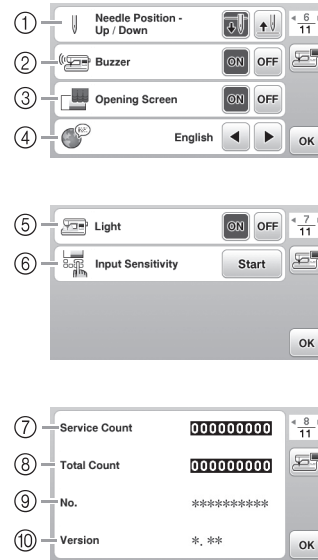 1 Needle Position - Up / Down 6 11
2 Buzzer ON OFF
3 Opening Screen ON OFF
4 English OK
5 Light ON OFF 7 11
6 Input Sensitivity Start
OK
7 Service Count 000000000 8 11
8 Total Count 000000000
9 No. **********
10 Version *. ** OK